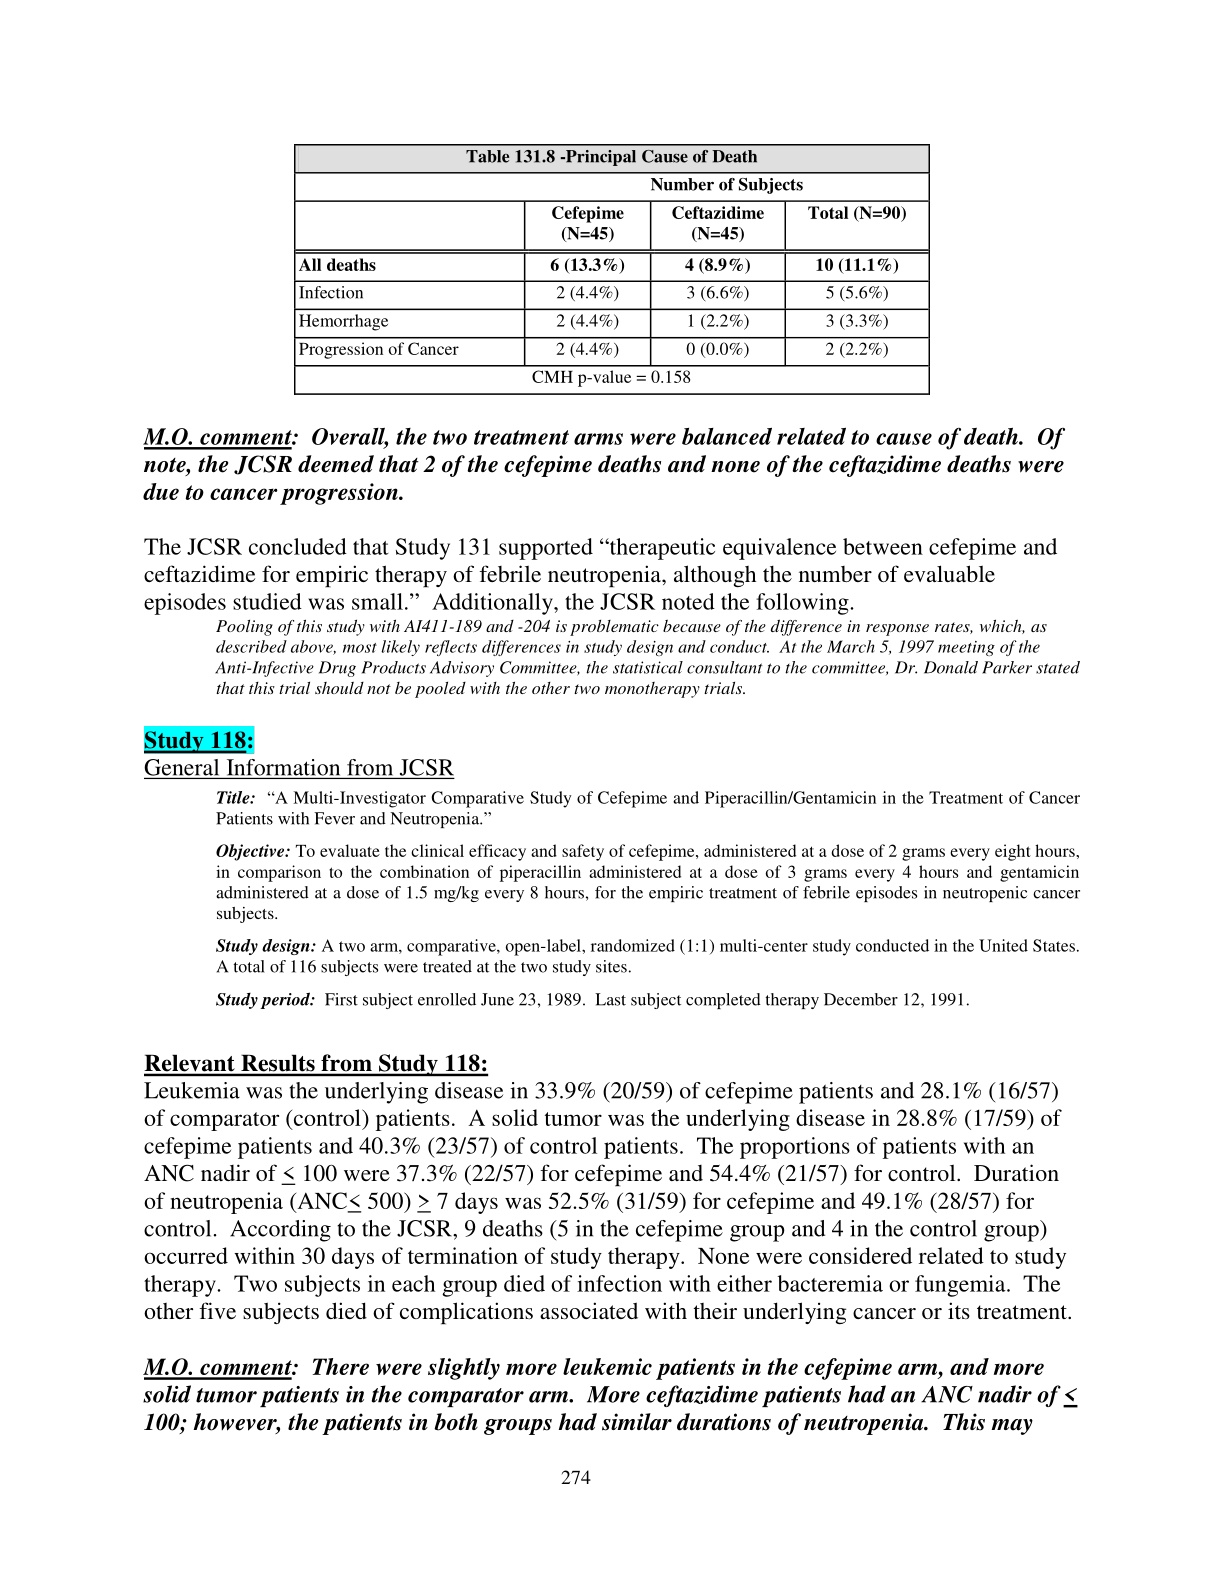 Table 131.8 -Principal Cause of Death
Number of Subjects
Cefepime (N=45) Ceftazidime (N=45) Total (N=90)
All deaths 6 (13.3%) 4 (8.9%) 10 (11.1%)
Infection 2 (4.4%) 3 (6.6%) 5 (5.6%)
Hemorrhage 2 (4.4%) 1 (2.2%) 3 (3.3%)
Progression of Cancer 2 (4.4%) 0 (0.0%) 2 (2.2%)
CMH p-value = 0.158
M.O. comment: Overall, the two treatment arms were balanced related to cause of death. Of
note, the JCSR deemed that 2 of the cefepime deaths and none of the ceftazidime deaths were
due to cancer progression.
The JCSR concluded that Study 131 supported “therapeutic equivalence between cefepime and
ceftazidime for empiric therapy of febrile neutropenia, although the number of evaluable
episodes studied was small.” Additionally, the JCSR noted the following.
Pooling of this study with AI411-189 and -204 is problematic because of the difference in response rates, which, as
described above, most likely reflects differences in study design and conduct. At the March 5, 1997 meeting of the
Anti-Infective Drug Products Advisory Committee, the statistical consultant to the committee, Dr. Donald Parker stated
that this trial should not be pooled with the other two monotherapy trials.
Study 118:
General Information from JCSR
Title: “A Multi-Investigator Comparative Study of Cefepime and Piperacillin/Gentamicin in the Treatment of Cancer
Patients with Fever and Neutropenia.”
Objective: To evaluate the clinical efficacy and safety of cefepime, administered at a dose of 2 grams every eight hours,
in comparison to the combination of piperacillin administered at a dose of 3 grams every 4 hours and gentamicin
administered at a dose of 1.5 mg/kg every 8 hours, for the empiric treatment of febrile episodes in neutropenic cancer
subjects.
Study design: A two arm, comparative, open-label, randomized (1:1) multi-center study conducted in the United States.
A total of 116 subjects were treated at the two study sites.
Study period: First subject enrolled June 23, 1989. Last subject completed therapy December 12, 1991.
Relevant Results from Study 118:
Leukemia was the underlying disease in 33.9% (20/59) of cefepime patients and 28.1% (16/57)
of comparator (control) patients. A solid tumor was the underlying disease in 28.8% (17/59) of
cefepime patients and 40.3% (23/57) of control patients. The proportions of patients with an
ANC nadir of < 100 were 37.3% (22/57) for cefepime and 54.4% (21/57) for control. Duration
of neutropenia (ANC< 500) > 7 days was 52.5% (31/59) for cefepime and 49.1% (28/57) for
control. According to the JCSR, 9 deaths (5 in the cefepime group and 4 in the control group)
occurred within 30 days of termination of study therapy. None were considered related to study
therapy. Two subjects in each group died of infection with either bacteremia or fungemia. The
other five subjects died of complications associated with their underlying cancer or its treatment.
M.O. comment: There were slightly more leukemic patients in the cefepime arm, and more
solid tumor patients in the comparator arm. More ceftazidime patients had an ANC nadir of <
100; however, the patients in both groups had similar durations of neutropenia. This may
274